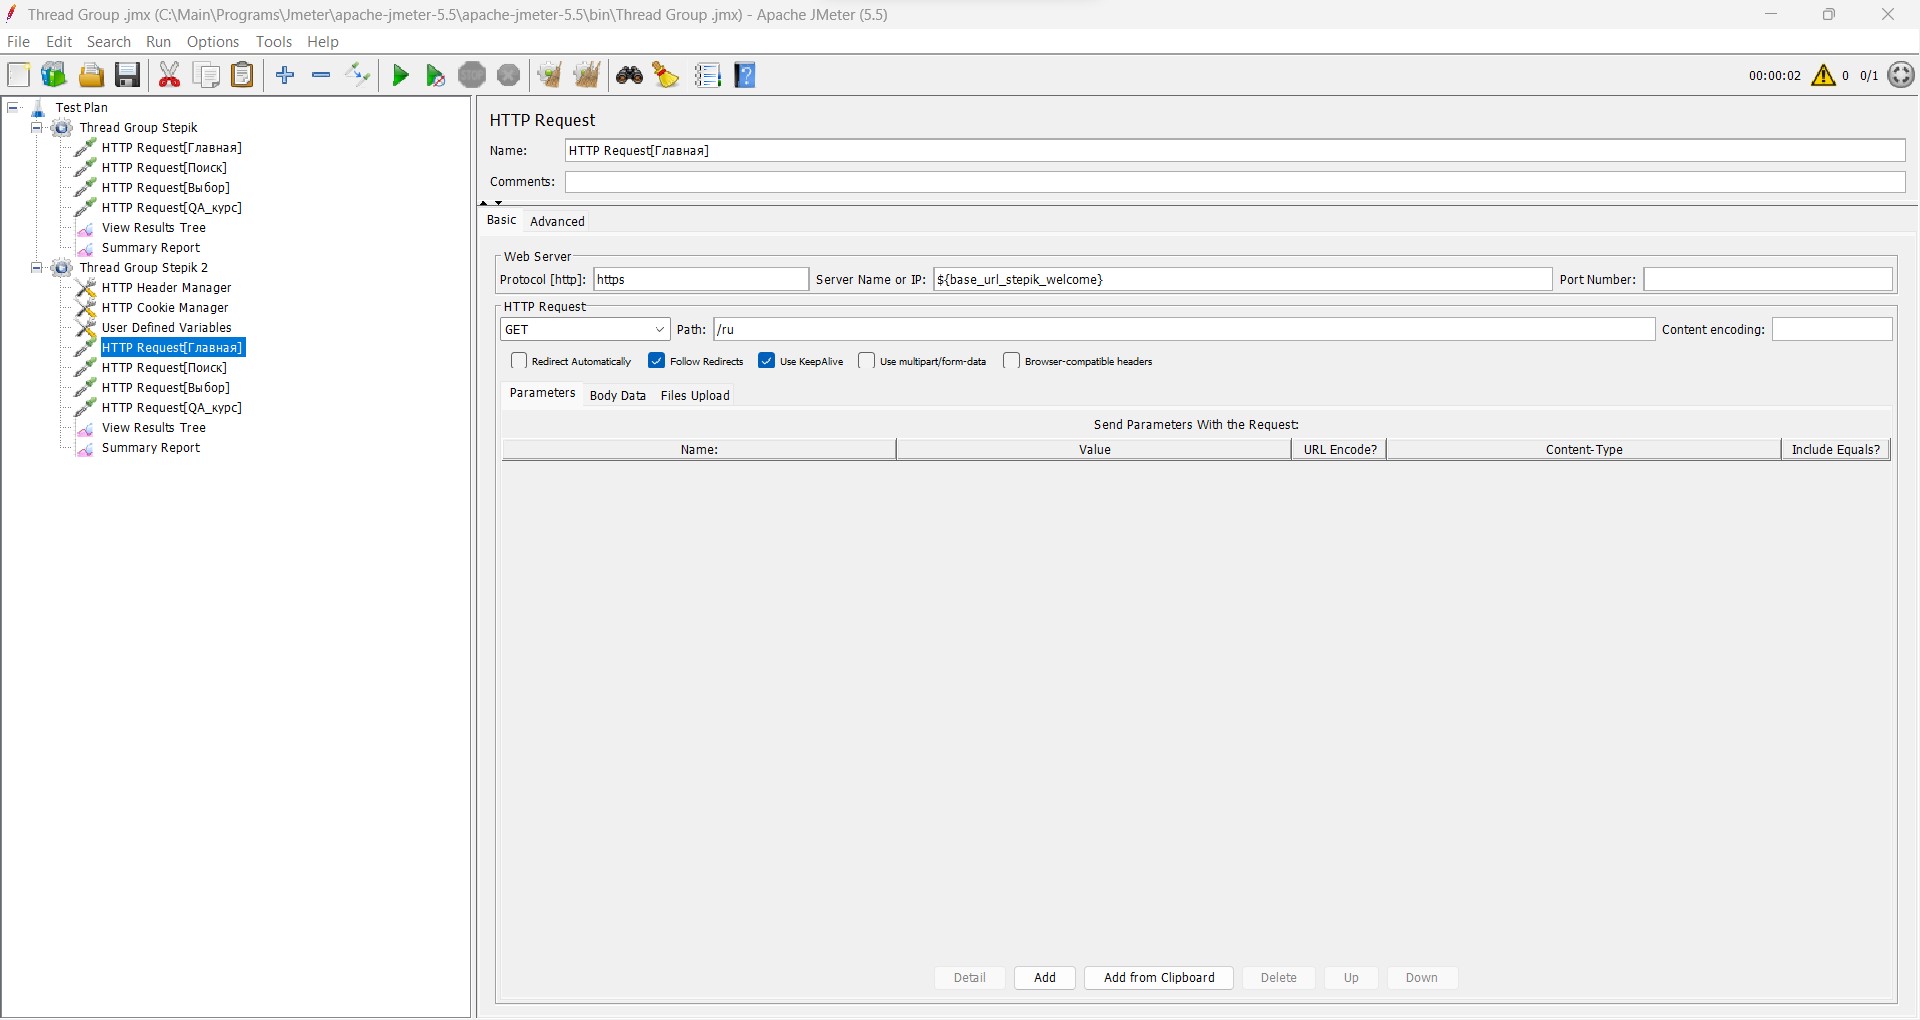 Thread Group .jmx (C:\Main\Programs\Jmeter\apache-jmeter-5.5\apache-jmeter-5.5\bin\Thread Group .jmx) - Apache JMeter (5.5)
File Edit Search Run Options Tools Help
STOP
00:00:02 0 0/1
Test Plan
Thread Group Stepik
HTTP Request[Главная]
HTTP Request[Поиск]
HTTP Request[Выбор]
HTTP Request[QA_курс]
View Results Tree
Summary Report
Thread Group Stepik 2
HTTP Header Manager
HTTP Cookie Manager
User Defined Variables
HTTP Request[Главная]
HTTP Request[Поиск]
HTTP Request[Выбор]
HTTP Request[QA_курс]
View Results Tree
Summary Report
HTTP Request
Name: HTTP Request[Главная]
Comments:
Basic Advanced
Web Server
Protocol [http]: https Server Name or IP: ${base_url_stepik_welcome} Port Number:
HTTP Request
GET Path: /ru Content encoding:
Redirect Automatically Follow Redirects Use KeepAlive Use multipart/form-data Browser-compatible headers
Parameters Body Data Files Upload
Send Parameters With the Request:
Name: Value URL Encode? Content-Type Include Equals?
Detail Add Add from Clipboard Delete Up Down